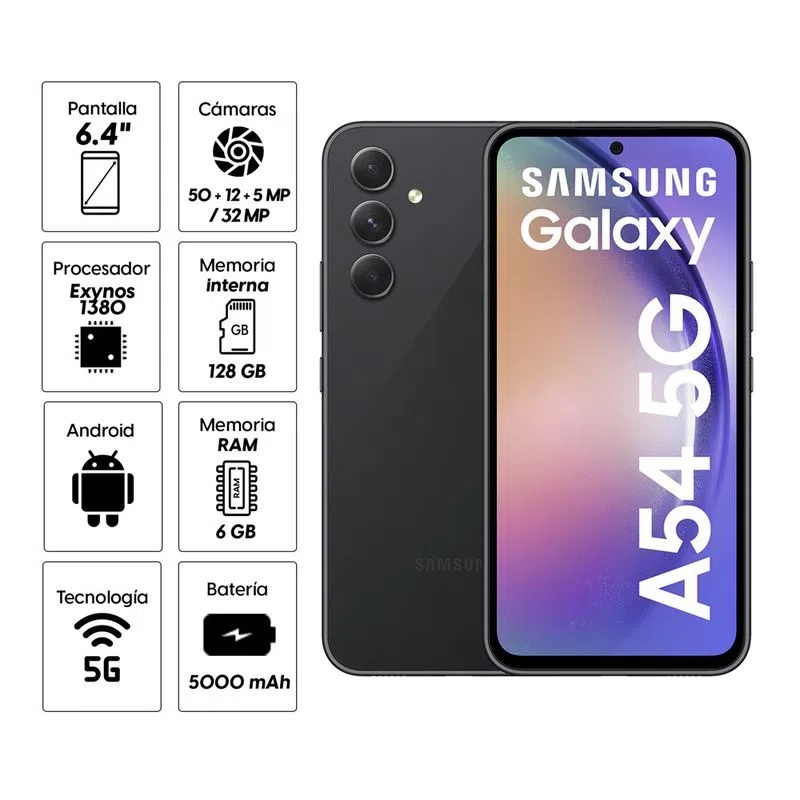 Pantalla
6.4"
Cámaras
50 + 12 + 5 MP
/ 32 MP
Procesador
Exynos
1380
Memoria
interna
GB
128 GB
Android
Memoria
RAM
RAM
6 GB
Tecnología
5G
Batería
5000 mAh
SAMSUN
SAMSUNG
Galaxy
A54 5G